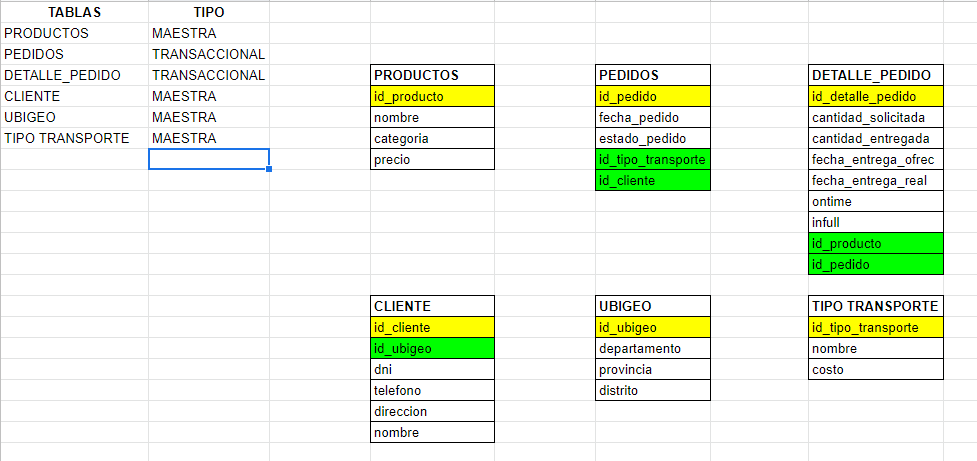 TABLAS TIPO
PRODUCTOS MAESTRA
PEDIDOS TRANSACCIONAL
DETALLE_PEDIDO TRANSACCIONAL
CLIENTE MAESTRA
UBIGEO MAESTRA
TIPO TRANSPORTE MAESTRA
PRODUCTOS
id_producto
nombre
categoria
precio
PEDIDOS
id_pedido
fecha_pedido
estado_pedido
id_tipo_transporte
id_cliente
DETALLE_PEDIDO
id_detalle_pedido
cantidad_solicitada
cantidad_entregada
fecha_entrega_ofrec
fecha_entrega_real
ontime
infull
id_producto
id_pedido
CLIENTE
id_cliente
id_ubigeo
dni
telefono
direccion
nombre
UBIGEO
id_ubigeo
departamento
provincia
distrito
TIPO TRANSPORTE
id_tipo_transporte
nombre
costo